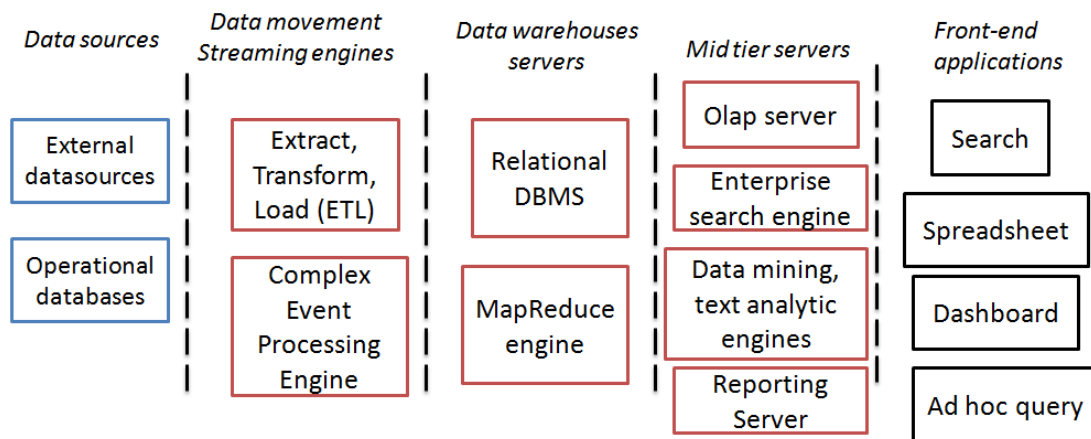 Data sources
Data movement
Streaming engines
Data warehouses
servers
Mid tier servers
Front-end
applications
External
datasources
Operational
databases
Extract,
Transform,
Load (ETL)
Complex
Event
Processing
Engine
Relational
DBMS
MapReduce
engine
Olap server
Enterprise
search engine
Data mining,
text analytic
engines
Reporting
Server
Search
Spreadsheet
Dashboard
Ad hoc query